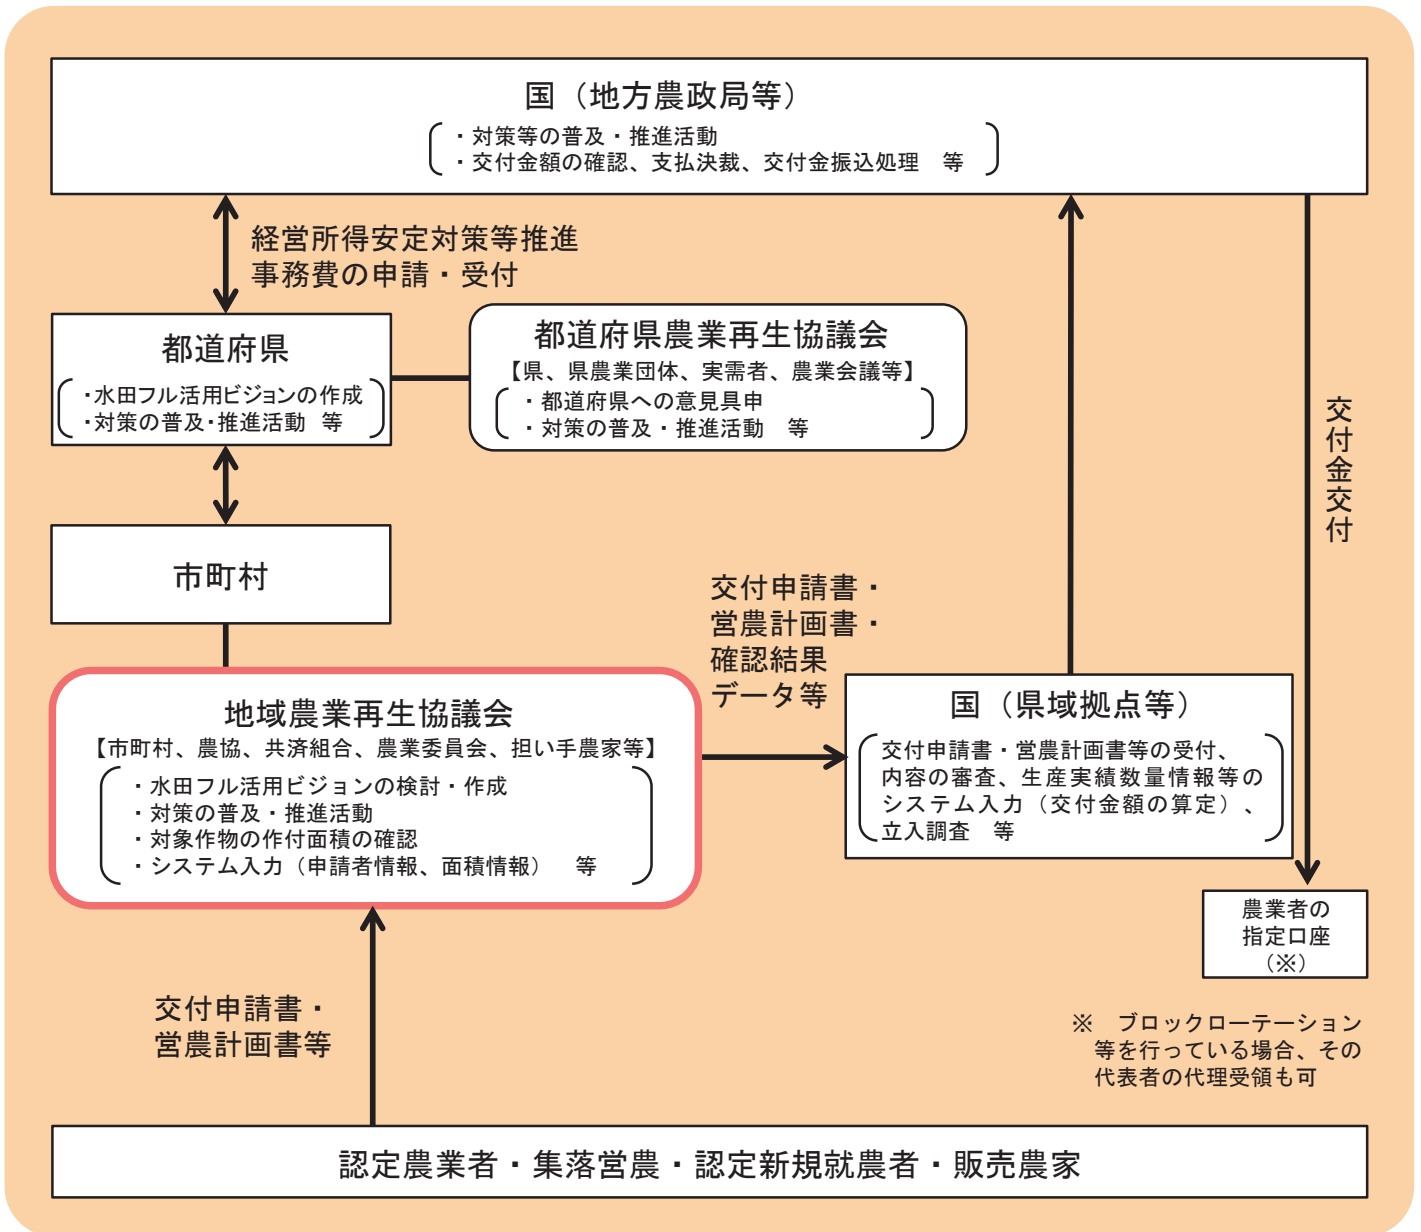 国（地方農政局等）
・対策等の普及・推進活動
・交付金額の確認、支払決裁、交付金振込処理　等
経営所得安定対策等推進
事務費の申請・受付
都道府県
・水田フル活用ビジョンの作成
・対策の普及・推進活動　等
都道府県農業再生協議会
【県、県農業団体、実需者、農業会議等】
・都道府県への意見具申
・対策の普及・推進活動　等
交付金交付
市町村
交付申請書・
営農計画書・
確認結果
データ等
地域農業再生協議会
【市町村、農協、共済組合、農業委員会、担い手農家等】
・水田フル活用ビジョンの検討・作成
・対策の普及・推進活動
・対象作物の作付面積の確認
・システム入力（申請者情報、面積情報）　等
国（県域拠点等）
交付申請書・営農計画書等の受付、
内容の審査、生産実績数量情報等の
システム入力（交付金額の算定）、
立入調査　等
農業者の
指定口座
（※）
交付申請書・
営農計画書等
※　ブロックローテーション
等を行っている場合、その
代表者の代理受領も可
認定農業者・集落営農・認定新規就農者・販売農家